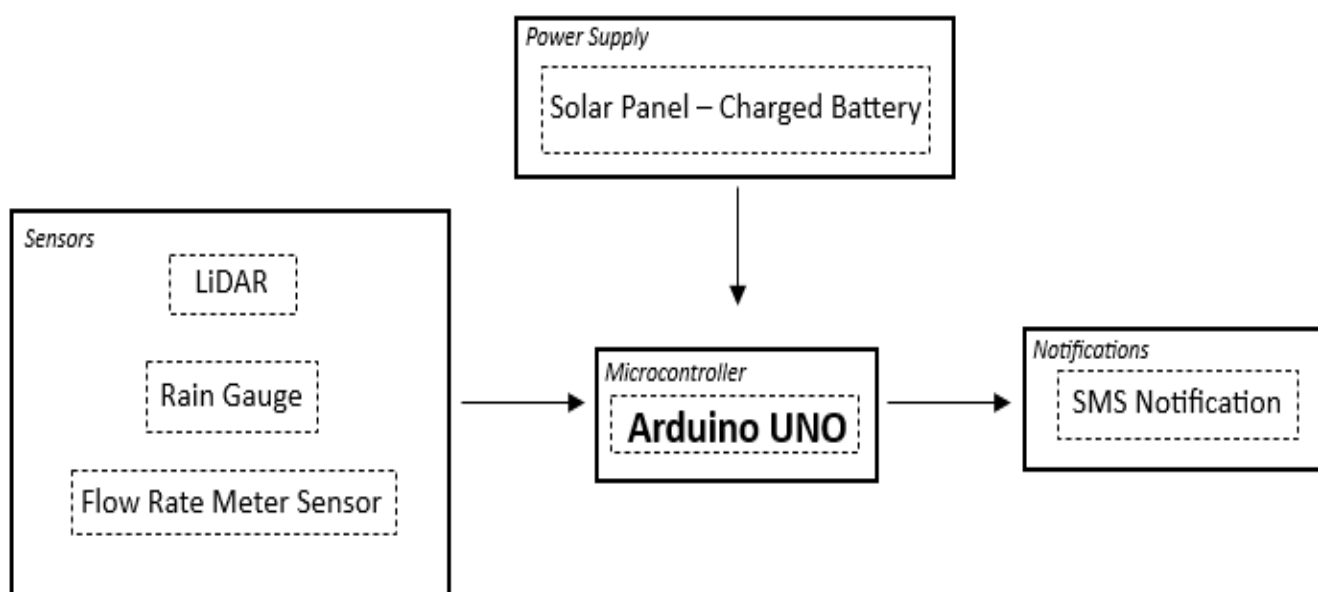 Power Supply
Solar Panel – Charged Battery
Sensors
LiDAR
Rain Gauge
Flow Rate Meter Sensor
Microcontroller
Arduino UNO
Notifications
SMS Notification